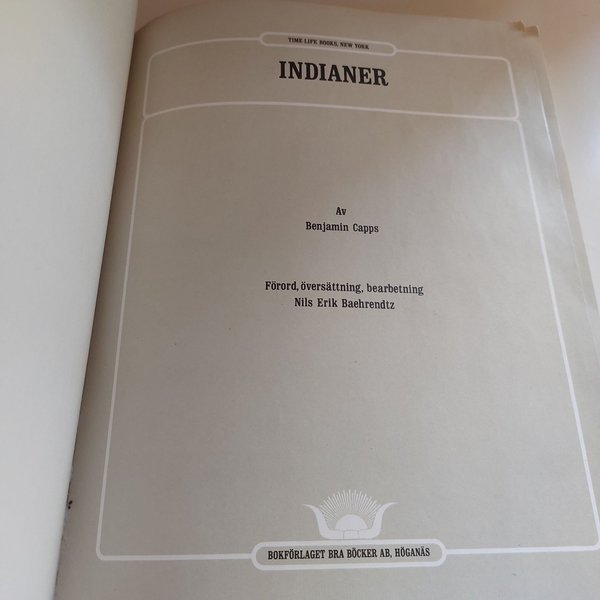 TIME-LIFE BOOKS, NEW YORK
INDIANER
Av
Benjamin Capps
Förord, översättning, bearbetning
Nils Erik Baehrendtz
BOKFÖRLAGET BRA BÖCKER AB, HÖGANÄS